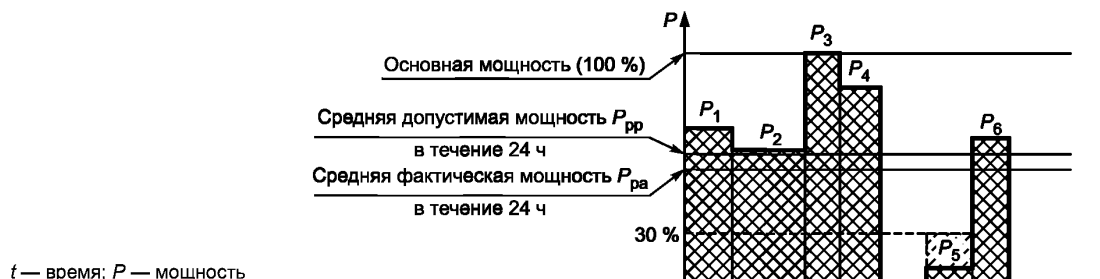 P
P3
Основная мощность (100 %)
P4
P1
Средняя допустимая мощность Ppp
P2
P6
в течение 24 ч
Средняя фактическая мощность Ppa
в течение 24 ч
30 %
P5
t — время; P — мощность